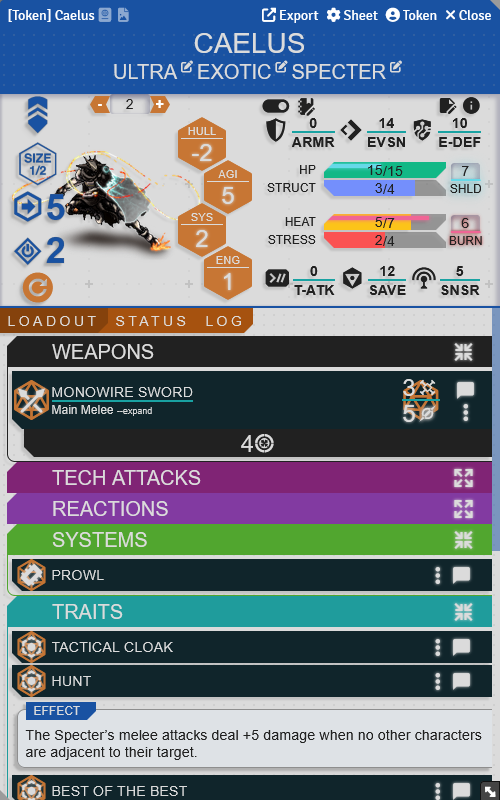 [Token] Caelus Export Sheet Token Close
CAELUS
ULTRA EXOTIC SPECTER
- 2 +
SIZE
1/2
5
2
HULL
-2
AGI
5
SYS
2
ENG
1
0 14 10
ARMR EVSN E-DEF
HP 15/15 7
STRUCT 3/4 SHLD
HEAT 5/7 6
STRESS 2/4 BURN
0 12 5
T-ATK SAVE SNSR
LOADOUT STATUS LOG
WEAPONS
MONOWIRE SWORD
Main Melee --expand
3
5
4
TECH ATTACKS
REACTIONS
SYSTEMS
PROWL
TRAITS
TACTICAL CLOAK
HUNT
EFFECT
The Specter's melee attacks deal +5 damage when no other characters
are adjacent to their target.
BEST OF THE BEST